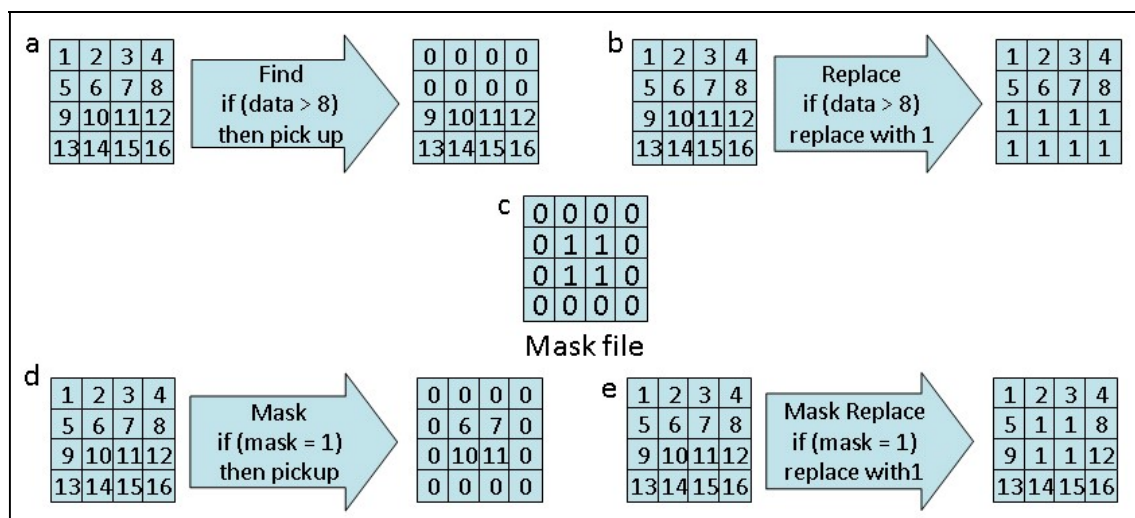 a
1 2 3 4
5 6 7 8
9 10 11 12
13 14 15 16
Find
if (data > 8)
then pick up
0 0 0 0
0 0 0 0
9 10 11 12
13 14 15 16
b
1 2 3 4
5 6 7 8
9 10 11 12
13 14 15 16
Replace
if (data > 8)
replace with 1
1 2 3 4
5 6 7 8
1 1 1 1
1 1 1 1
c
0 0 0 0
0 1 1 0
0 1 1 0
0 0 0 0
Mask file
d
1 2 3 4
5 6 7 8
9 10 11 12
13 14 15 16
Mask
if (mask = 1)
then pickup
0 0 0 0
0 6 7 0
0 10 11 0
0 0 0 0
e
1 2 3 4
5 6 7 8
9 10 11 12
13 14 15 16
Mask Replace
if (mask = 1)
replace with1
1 2 3 4
5 1 1 8
9 1 1 12
13 14 15 16